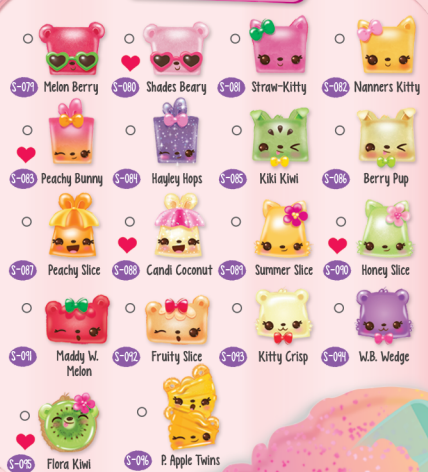 S-079 Melon Berry S-080 Shades Beary S-081 Straw-Kitty S-082 Nanners Kitty
S-083 Peachy Bunny S-084 Hayley Hops S-085 Kiki Kiwi S-086 Berry Pup
S-087 Peachy Slice S-088 Candi Coconut S-089 Summer Slice S-090 Honey Slice
S-091 Maddy W. S-092 Fruity Slice S-093 Kitty Crisp S-094 W.B. Wedge
Melon
S-095 Flora Kiwi S-096 P. Apple Twins